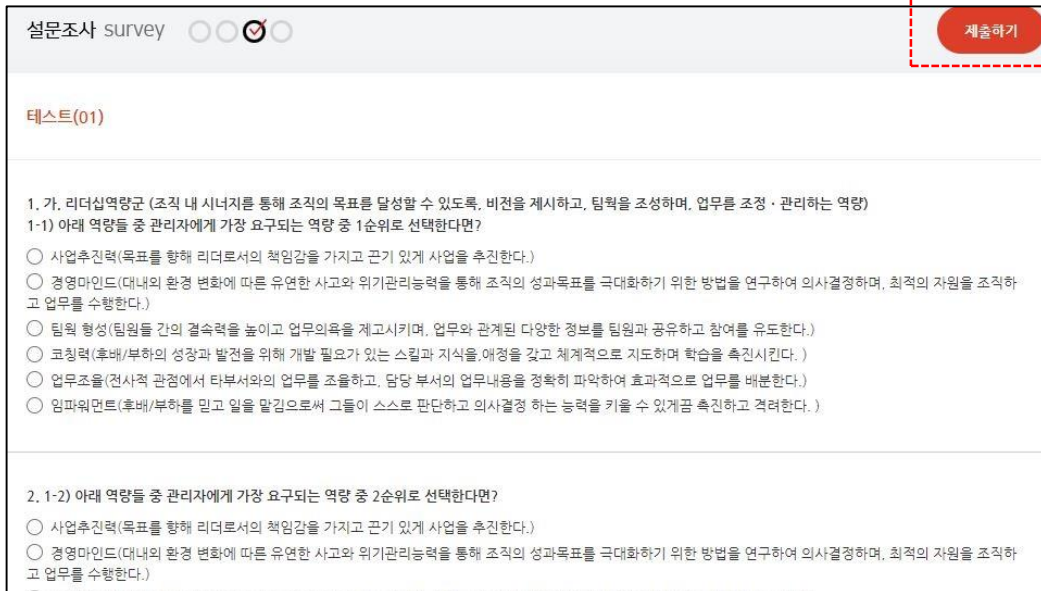 설문조사 survey
제출하기
테스트(01)
1. 가. 리더십역량군 (조직 내 시너지를 통해 조직의 목표를 달성할 수 있도록, 비전을 제시하고, 팀웍을 조성하며, 업무를 조정·관리하는 역량)
1-1) 아래 역량들 중 관리자에게 가장 요구되는 역량 중 1순위로 선택한다면?
사업추진력(목표를 향해 리더로서의 책임감을 가지고 끈기 있게 사업을 추진한다.)
경영마인드(대내외 환경 변화에 따른 유연한 사고와 위기관리능력을 통해 조직의 성과목표를 극대화하기 위한 방법을 연구하여 의사결정하며, 최적의 자원을 조직하
고 업무를 수행한다.)
팀웍 형성(팀원들 간의 결속력을 높이고 업무의욕을 제고시키며, 업무와 관계된 다양한 정보를 팀원과 공유하고 참여를 유도한다.)
코칭력(후배/부하의 성장과 발전을 위해 개발 필요가 있는 스킬과 지식을,애정을 갖고 체계적으로 지도하며 학습을 촉진시킨다. )
업무조율(전사적 관점에서 타부서와의 업무를 조율하고, 담당 부서의 업무내용을 정확히 파악하여 효과적으로 업무를 배분한다.)
임파워먼트(후배/부하를 믿고 일을 맡김으로써 그들이 스스로 판단하고 의사결정 하는 능력을 키울 수 있게끔 촉진하고 격려한다. )
2. 1-2) 아래 역량들 중 관리자에게 가장 요구되는 역량 중 2순위로 선택한다면?
사업추진력(목표를 향해 리더로서의 책임감을 가지고 끈기 있게 사업을 추진한다.)
경영마인드(대내외 환경 변화에 따른 유연한 사고와 위기관리능력을 통해 조직의 성과목표를 극대화하기 위한 방법을 연구하여 의사결정하며, 최적의 자원을 조직하
고 업무를 수행한다.)